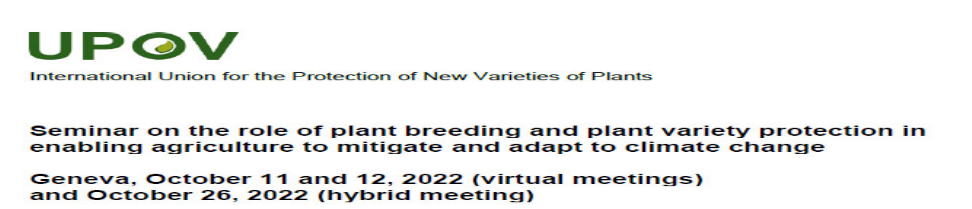 UPOV
International Union for the Protection of New Varieties of Plants
Seminar on the role of plant breeding and plant variety protection in
enabling agriculture to mitigate and adapt to climate change
Geneva, October 11 and 12, 2022 (virtual meetings)
and October 26, 2022 (hybrid meeting)